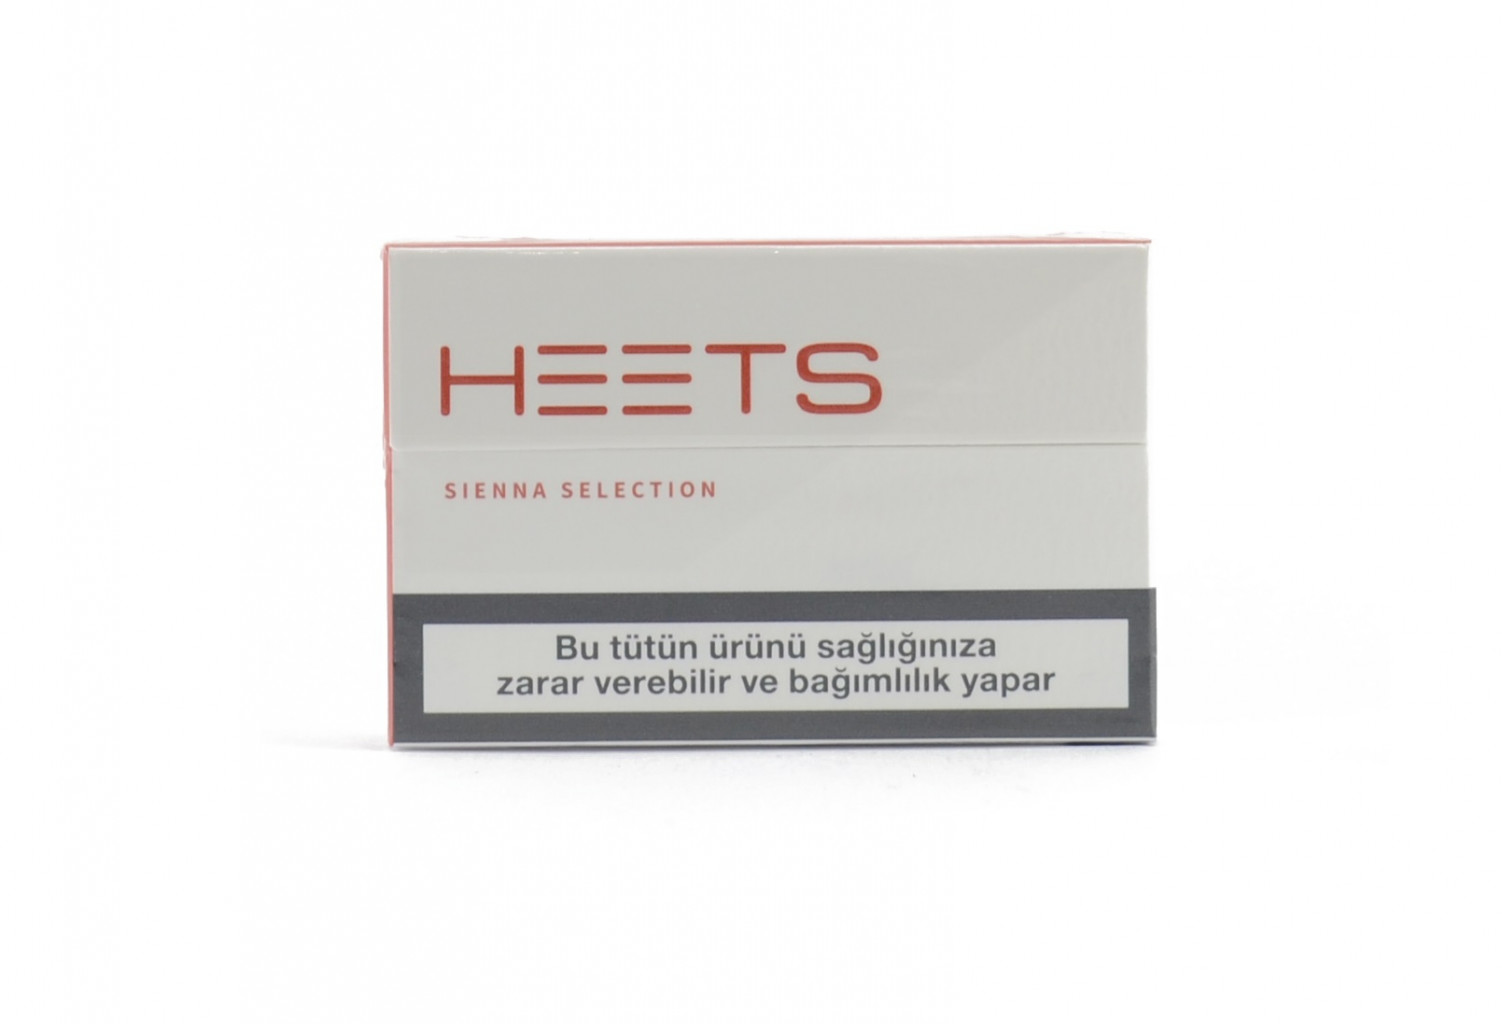 HEETS
SIENNA SELECTION
Bu tütün ürünü sağlığınıza
zarar verebilir ve bağımlılık yapar